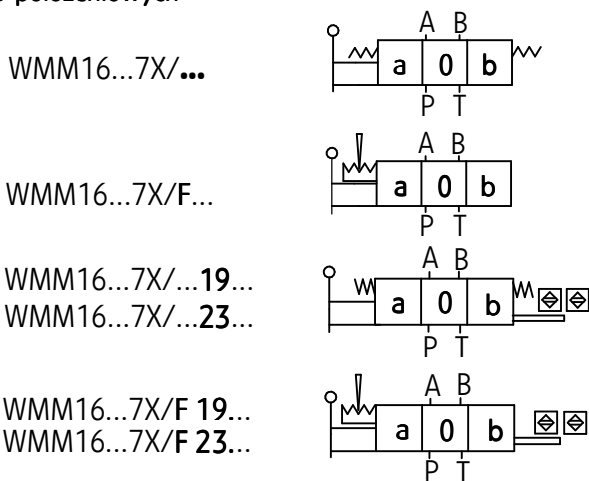 położeniowych
A B
WMM16...7X/...
a 0 b
P T
A B
WMM16...7X/F...
a 0 b
P T
A B
WMM16...7X/...19...
WMM16...7X/...23...
a 0 b
P T
A B
WMM16...7X/F 19...
WMM16...7X/F 23...
a 0 b
P T